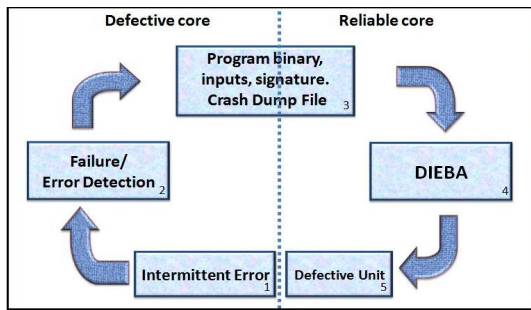 Defective core
Reliable core
Program binary,
inputs, signature.
Crash Dump File
3
Failure/
Error Detection
2
DIEBA
4
Intermittent Error
1
Defective Unit
5